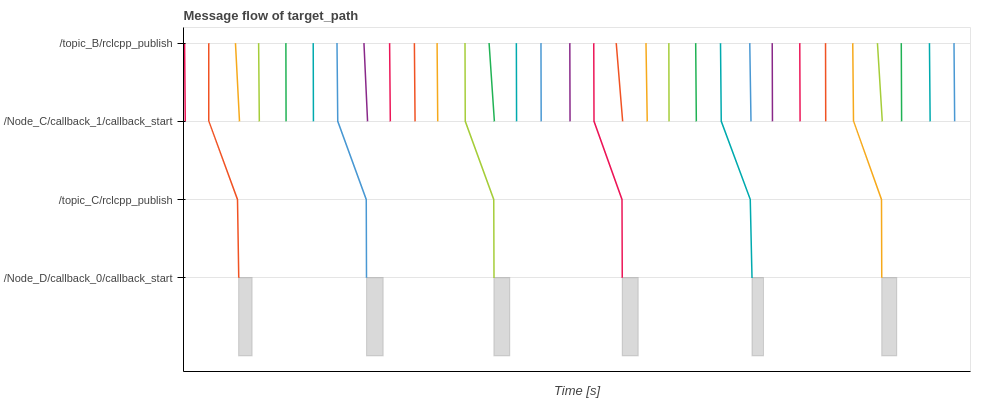 Message flow of target_path
/topic_B/rclcpp_publish
/Node_C/callback_1/callback_start
/topic_C/rclcpp_publish
/Node_D/callback_0/callback_start
Time [s]